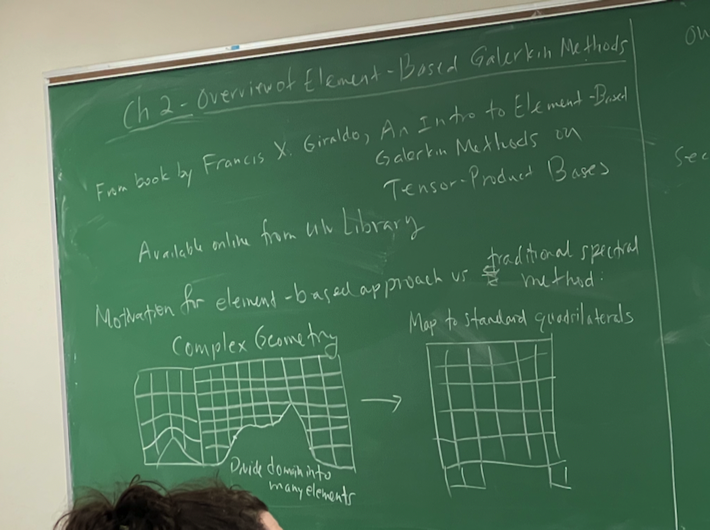 Ch 2 - Overview of Element-Based Galerkin Methods
From book by Francis X. Giraldo, An Intro to Element-Based
Galerkin Methods on
Tensor-Product Bases
Available online from UW Library
Motivation for element-based approach vs traditional spectral
method:
Complex Geometry
Map to standard quadrilaterals
Divide domain into
many elements
ou
sec